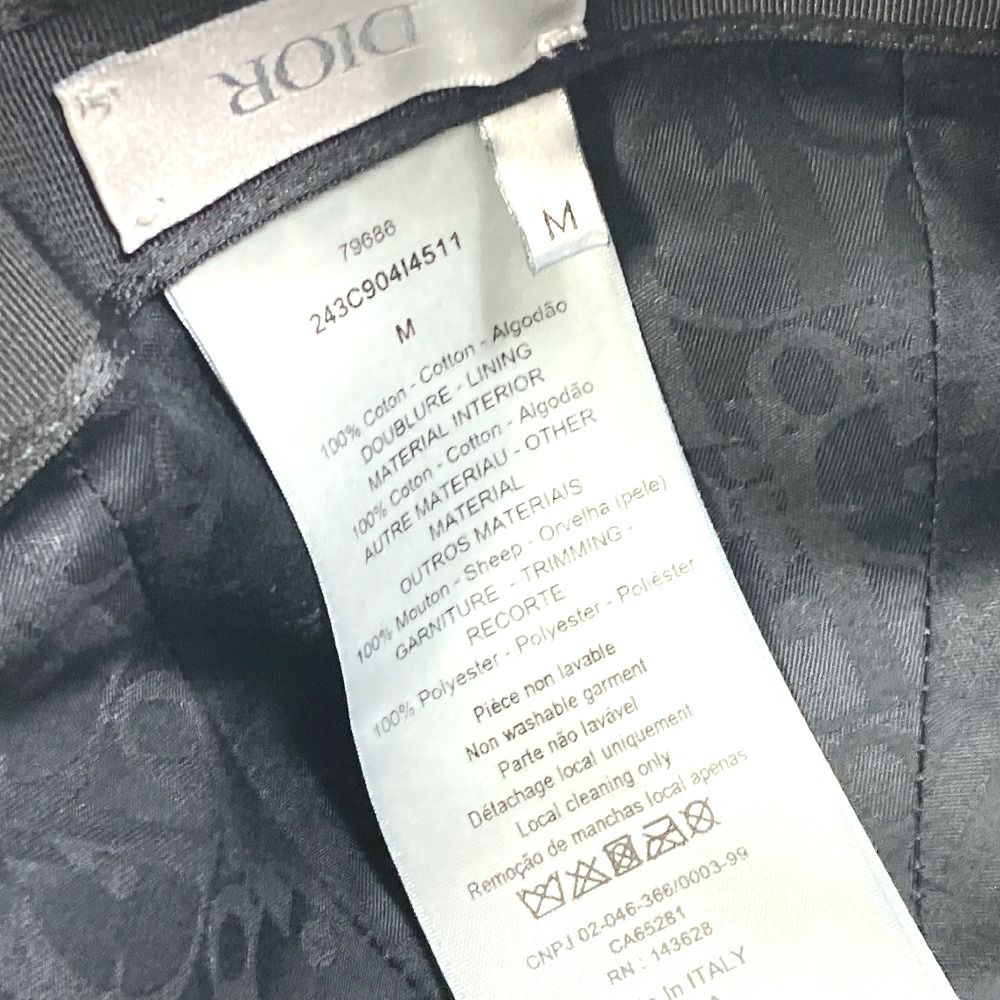 DIOR
M
79686
243C904I4511
M
100% Coton - Cotton - Algodão
DOUBLURE - LINING
MATERIAL INTERIOR
100% Coton - Cotton - Algodão
AUTRE MATERIAU - OTHER
MATERIAL
OUTROS MATERIAIS
100% Mouton - Sheep - Orvelha (pele)
GARNITURE - TRIMMING -
RECORTE
100% Polyester - Polyester - Poliéster
Pièce non lavable
Non washable garment
Parte não lavável
Détachage local uniquement
Local cleaning only
Remoção de manchas local apenas
CNPJ 02-046-366/0003-99
CA65281
RN : 143628
In ITALY